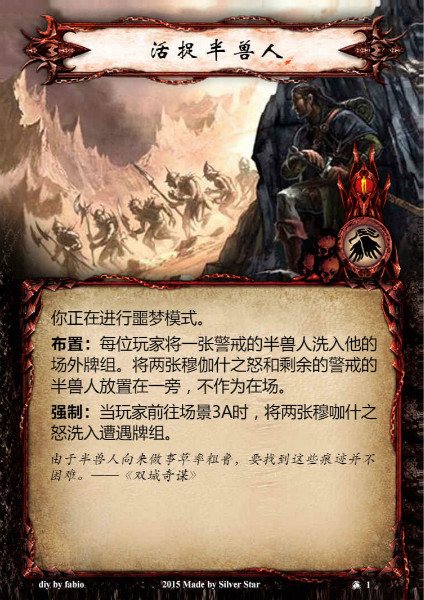 活捉半兽人
你正在进行噩梦模式。
布置：每位玩家将一张警戒的半兽人洗入他的
场外牌组。将两张穆伽什之怒和剩余的警戒的
半兽人放置在一旁，不作为在场。
强制：当玩家前往场景3A时，将两张穆咖什之
怒洗入遭遇牌组。
由于半兽人向来做事草率粗鲁，要找到这些痕迹并不
困难。——《双城奇谋》
diy by fabio 2015 Made by Silver Star 1